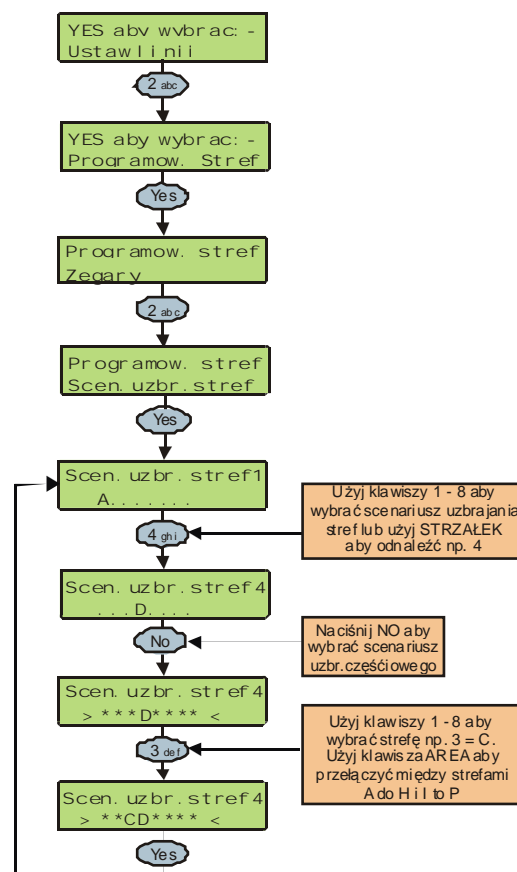 YES aby wybrac: -
Ustaw linii
2 abc
YES aby wybrac: -
Programow. Stref
Yes
Programow. stref
Zegary
2 abc
Programow. stref
Scen. uzbr. stref
Yes
Scen. uzbr. stref1
A.......
Użyj klawiszy 1 - 8 aby
wybrać scenariusz uzbrajania
stref lub użyj STRZAŁEK
aby odnaleźć np. 4
4 ghi
Scen. uzbr. stref4
...D....
No
Naciśnij NO aby
wybrać scenariusz
uzbr.częśćiowego
Scen. uzbr. stref4
> ***D**** <
3 def
Użyj klawiszy 1 - 8 aby
wybrać strefę np. 3 = C.
Użyj klawisza AREA aby
przełączyć między strefami
A do H i I to P
Scen. uzbr. stref4
> **CD**** <
Yes